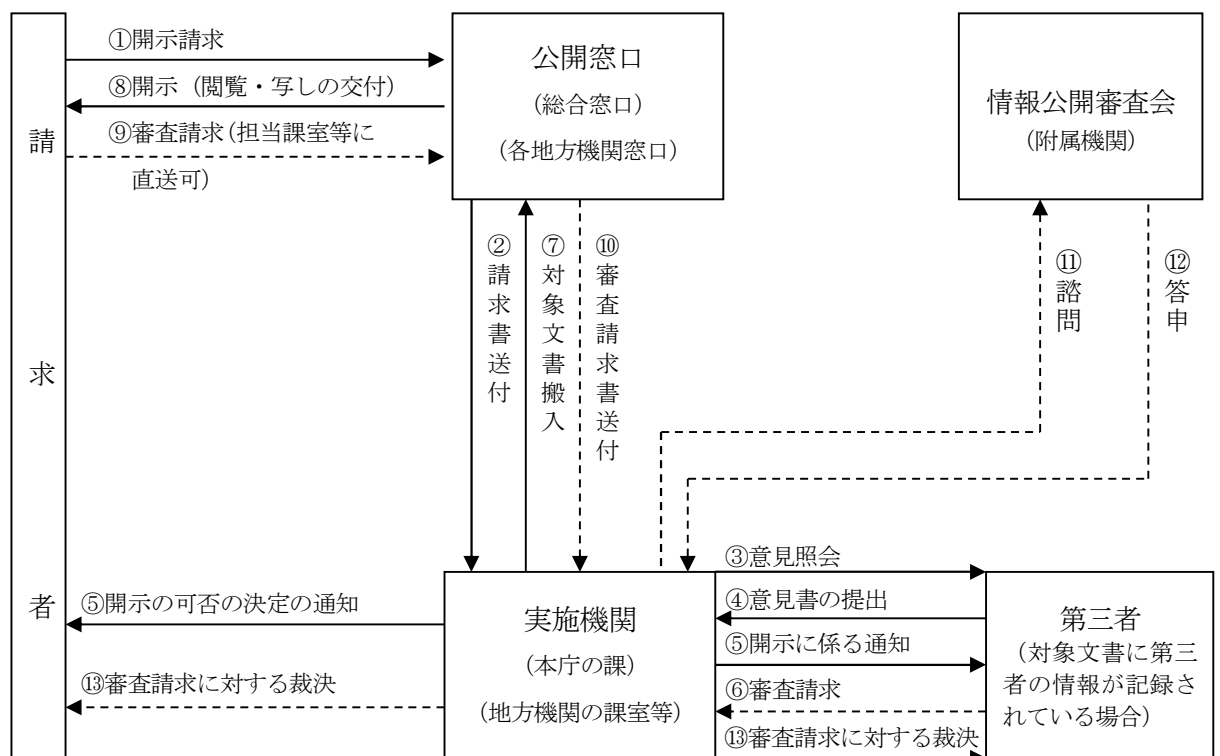 請求者
①開示請求
⑧開示（閲覧・写しの交付）
⑨審査請求（担当課室等に
直送可）
公開窓口
（総合窓口）
（各地方機関窓口）
情報公開審査会
（附属機関）
②請求書送付
⑦対象文書搬入
⑩審査請求書送付
⑪諮問
⑫答申
⑤開示の可否の決定の通知
⑬審査請求に対する裁決
実施機関
（本庁の課）
（地方機関の課室等）
③意見照会
④意見書の提出
⑤開示に係る通知
⑥審査請求
⑬審査請求に対する裁決
第三者
（対象文書に第三
者の情報が記録さ
れている場合）